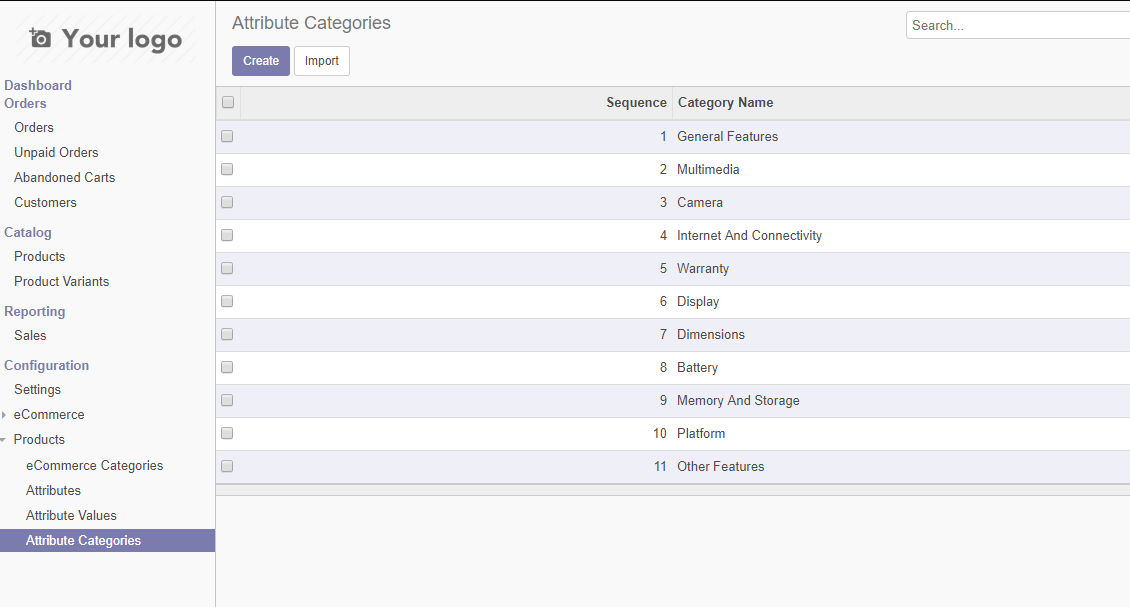 Your logo
Dashboard
Orders
Orders
Unpaid Orders
Abandoned Carts
Customers
Catalog
Products
Product Variants
Reporting
Sales
Configuration
Settings
eCommerce
Products
eCommerce Categories
Attributes
Attribute Values
Attribute Categories
Attribute Categories
Search...
Create Import
Sequence Category Name
1 General Features
2 Multimedia
3 Camera
4 Internet And Connectivity
5 Warranty
6 Display
7 Dimensions
8 Battery
9 Memory And Storage
10 Platform
11 Other Features